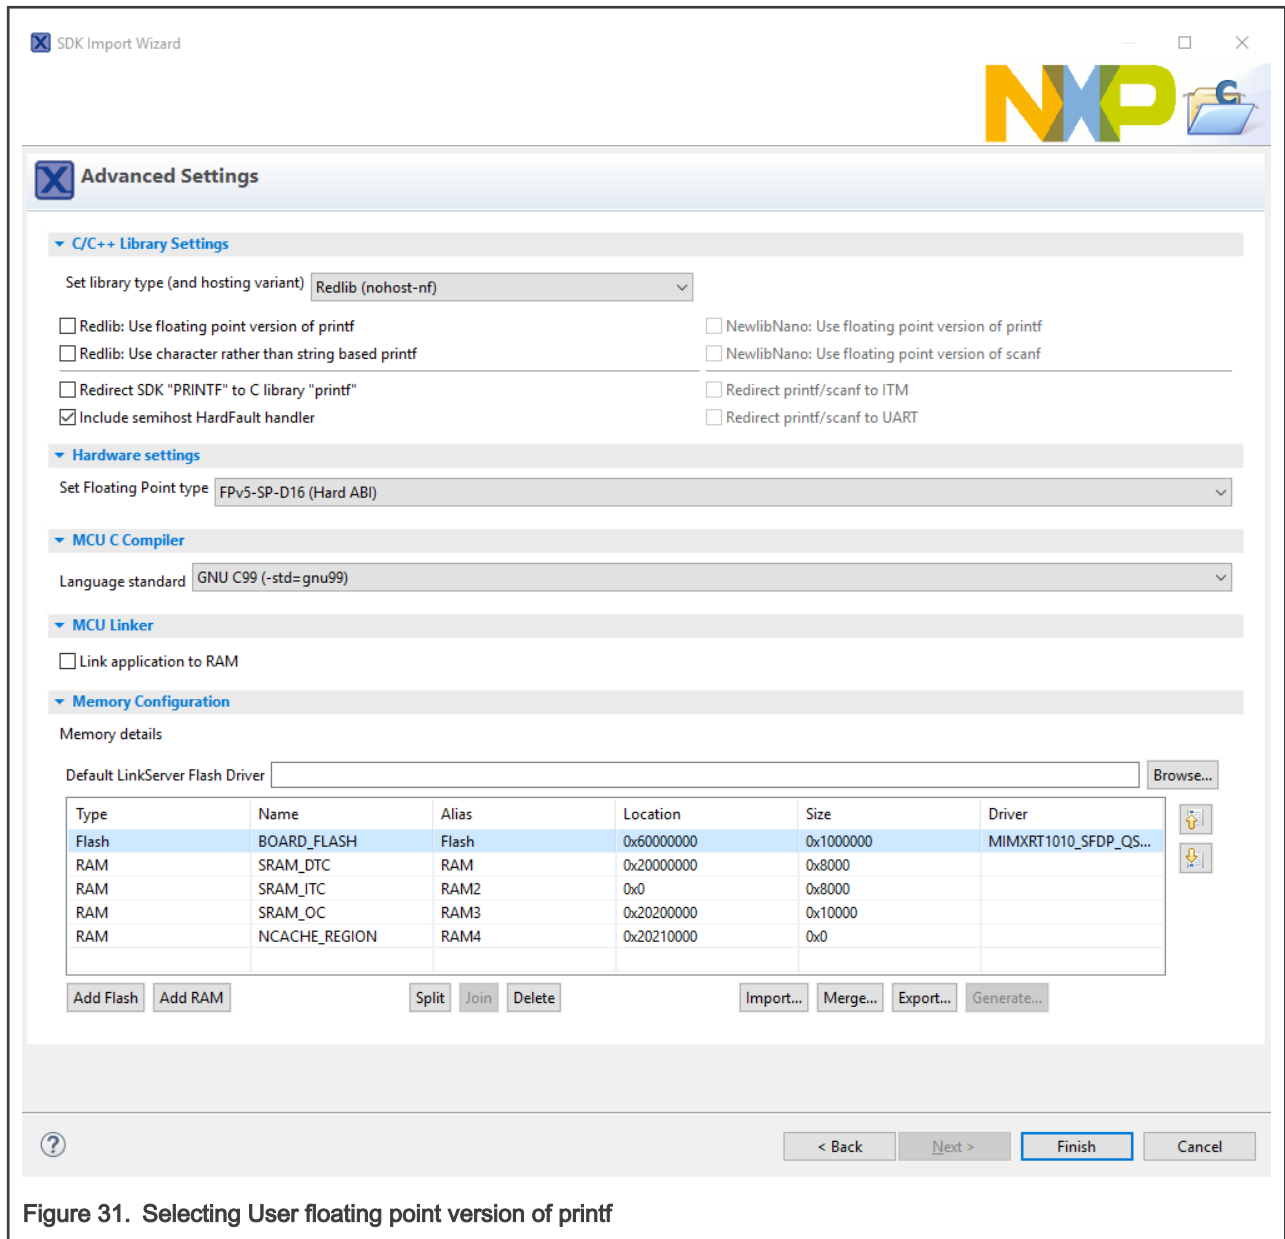 SDK Import Wizard
NXP
C
Advanced Settings
C/C++ Library Settings
Set library type (and hosting variant) Redlib (nohost-nf)
Redlib: Use floating point version of printf NewlibNano: Use floating point version of printf
Redlib: Use character rather than string based printf NewlibNano: Use floating point version of scanf
Redirect SDK "PRINTF" to C library "printf" Redirect printf/scanf to ITM
Include semihost HardFault handler Redirect printf/scanf to UART
Hardware settings
Set Floating Point type FPv5-SP-D16 (Hard ABI)
MCU C Compiler
Language standard GNU C99 (-std=gnu99)
MCU Linker
Link application to RAM
Memory Configuration
Memory details
Default LinkServer Flash Driver Browse...
Type Name Alias Location Size Driver
Flash BOARD_FLASH Flash 0x60000000 0x1000000 MIMXRT1010_SFDP_QS...
RAM SRAM_DTC RAM 0x20000000 0x8000
RAM SRAM_ITC RAM2 0x0 0x8000
RAM SRAM_OC RAM3 0x20200000 0x10000
RAM NCACHE_REGION RAM4 0x20210000 0x0
Add Flash Add RAM Split Join Delete Import... Merge... Export... Generate...
? < Back Next > Finish Cancel
Figure 31. Selecting User floating point version of printf